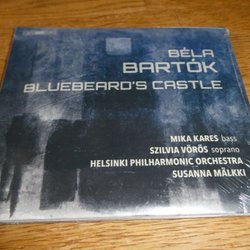 BÉLA
BARTÓK
BLUEBEARD'S CASTLE
MIKA KARES bass
SZILVIA VÖRÖS soprano
HELSINKI PHILHARMONIC ORCHESTRA
SUSANNA MÄLKKI